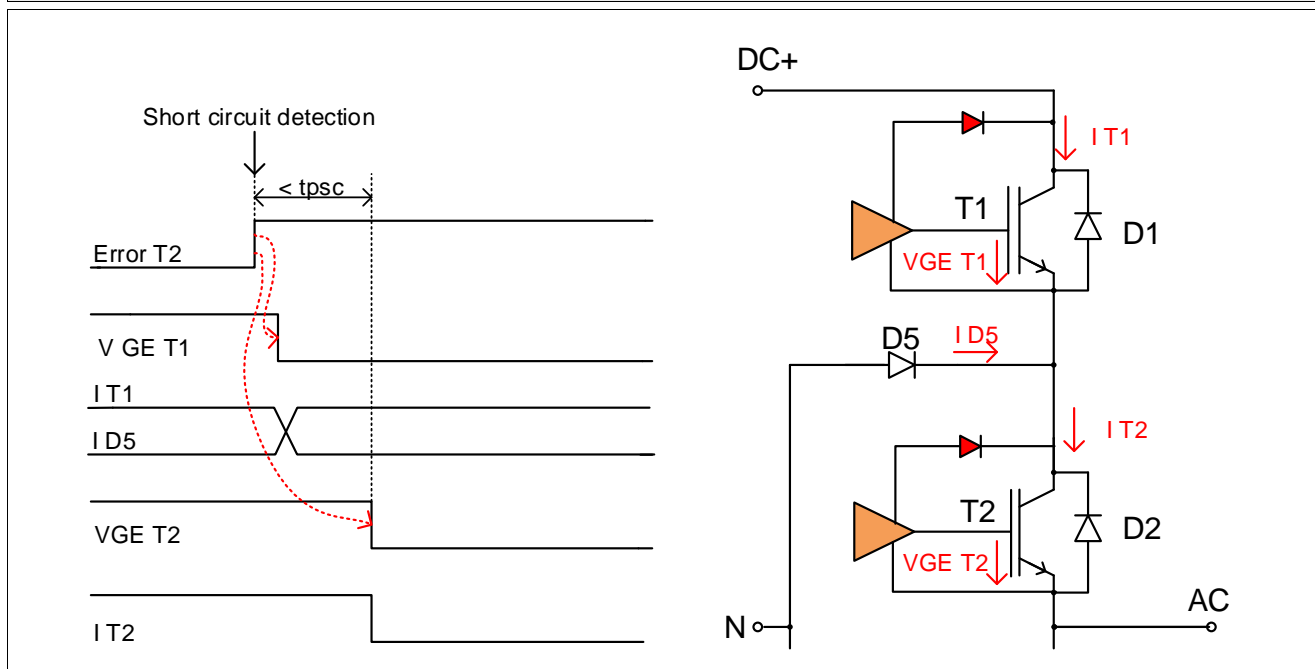 Short circuit detection
< tpsc
Error T2
V GE T1
I T1
I D5
VGE T2
I T2
DC+
I T1
T1
D1
VGE T1
D5
I D5
I T2
T2
D2
VGE T2
AC
N